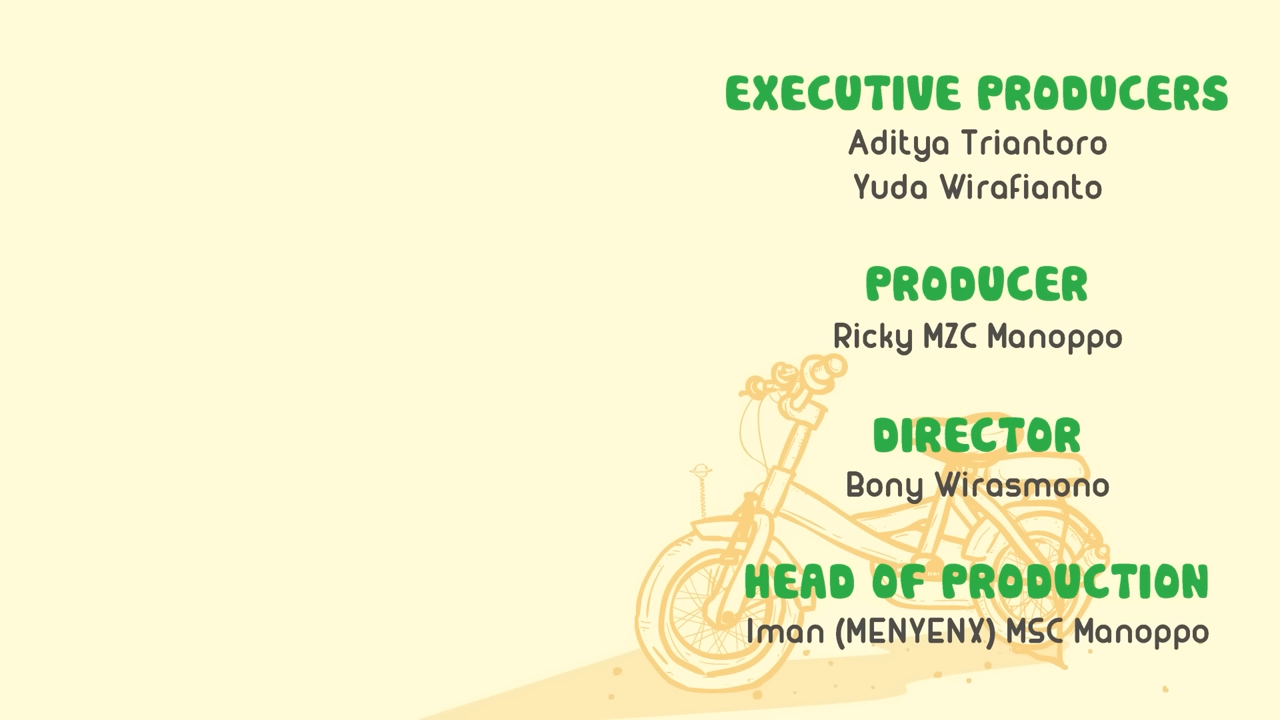 EXECUTIVE PRODUCERS
Aditya Triantoro
Yuda Wirafianto
PRODUCER
Ricky MZC Manoppo
DIRECTOR
Bony Wirasmono
HEAD OF PRODUCTION
Iman (MENYENX) MSC Manoppo